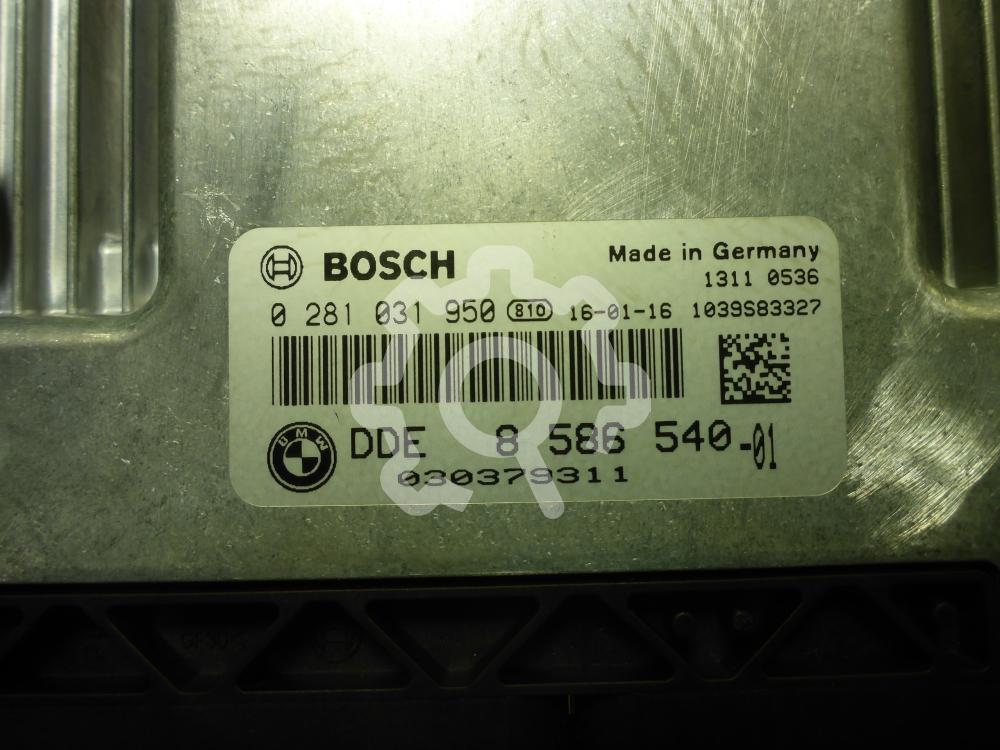 BOSCH
Made in Germany
1311 0536
0 281 031 950 810 16-01-16 1039S83327
BMW
DDE 8 586 540-01
030379311